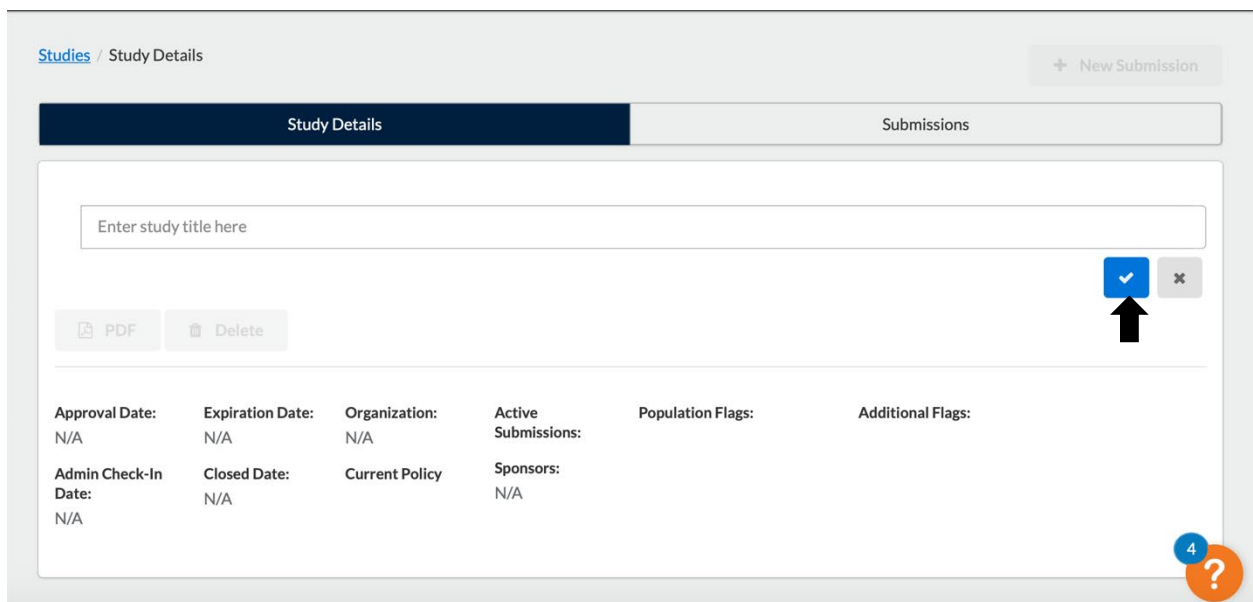 Studies / Study Details
+ New Submission
Study Details
Submissions
Enter study title here
PDF
Delete
Approval Date:
N/A
Expiration Date:
N/A
Organization:
N/A
Active
Submissions:
Population Flags:
Additional Flags:
Admin Check-In
Date:
N/A
Closed Date:
N/A
Current Policy
Sponsors:
N/A
4
?